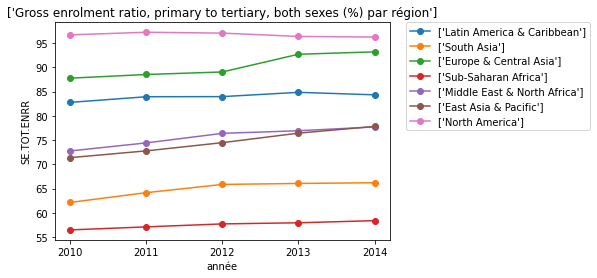 ['Gross enrolment ratio, primary to tertiary, both sexes (%) par région']
SE.TOT.ENRR
95
90
85
80
75
70
65
60
55
2010 2011 2012 2013 2014
année
['Latin America & Caribbean']
['South Asia']
['Europe & Central Asia']
['Sub-Saharan Africa']
['Middle East & North Africa']
['East Asia & Pacific']
['North America']